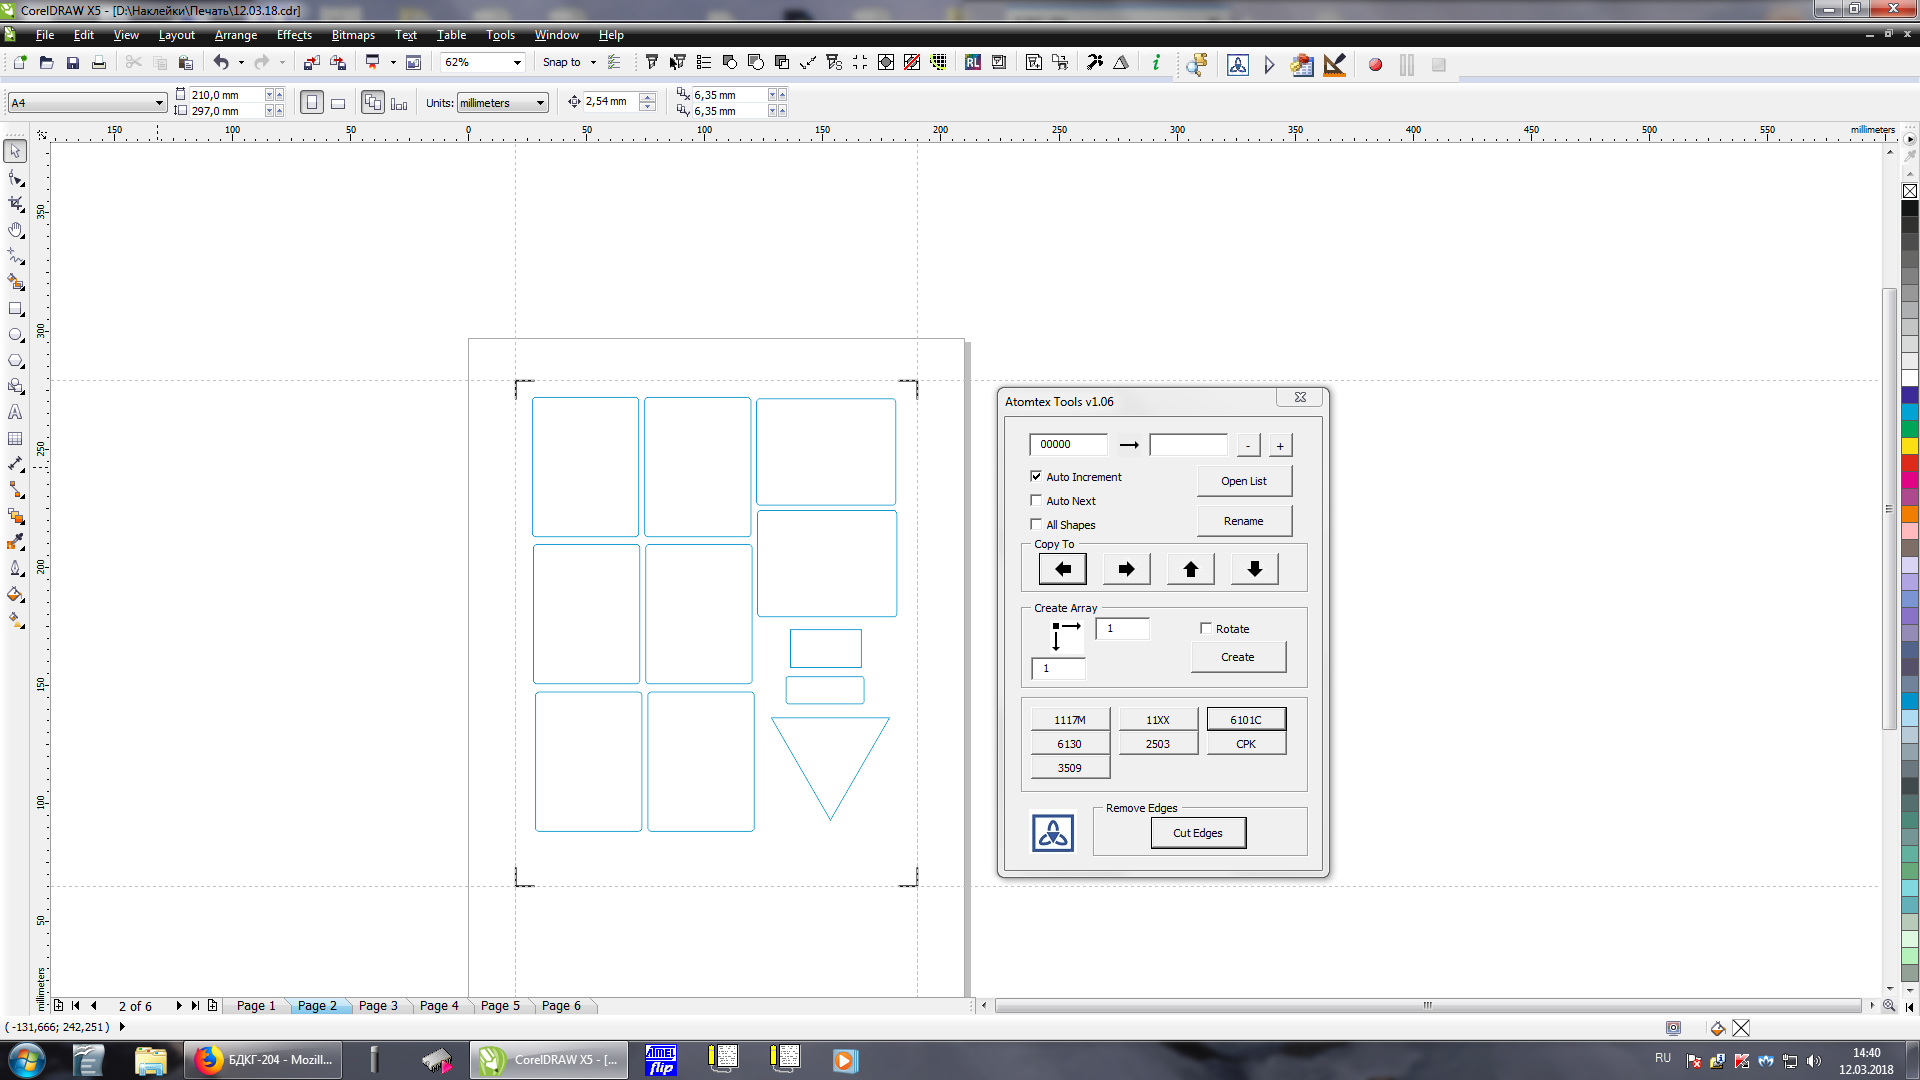 CorelDRAW X5 - [D:\Наклейки\Печать\12.03.18.cdr]
File Edit View Layout Arrange Effects Bitmaps Text Table Tools Window Help
62% Snap to RL
A4 210,0 mm 297,0 mm Units: millimeters 2,54 mm 6,35 mm 6,35 mm
150 100 50 0 50 100 150 200 250 300 350 400 450 500 550 millimeters
350
300
250
200
150
100
50
millimeters
Atomtex Tools v1.06
00000 - +
Auto Increment Open List
Auto Next
All Shapes Rename
Copy To
Create Array
1 Rotate
1 Create
1117M 11XX 6101C
6130 2503 CPK
3509
Remove Edges
Cut Edges
2 of 6 Page 1 Page 2 Page 3 Page 4 Page 5 Page 6
( -131,666; 242,251 )
БДКГ-204 - Mozill... CorelDRAW X5 - [... AMEL flip RU 14:40
12.03.2018